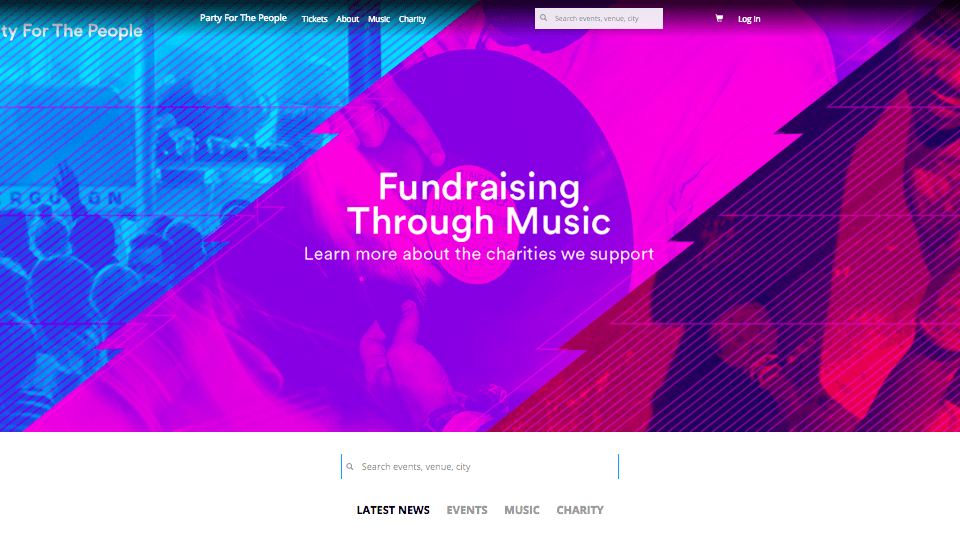 Party For The People Tickets About Music Charity Search events, venue, city Log In
ty For The People
Fundraising
Through Music
Learn more about the charities we support
Search events, venue, city
LATEST NEWS EVENTS MUSIC CHARITY